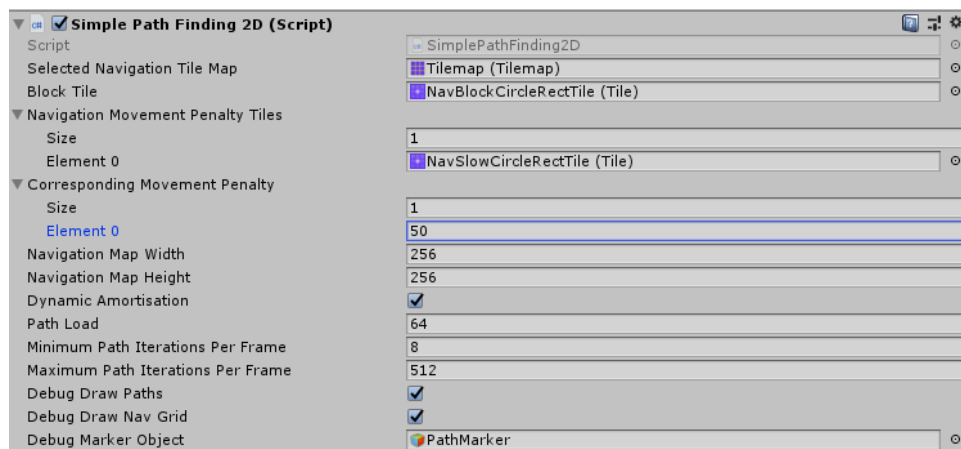 Simple Path Finding 2D (Script)
Script SimplePathFinding2D
Selected Navigation Tile Map Tilemap (Tilemap)
Block Tile NavBlockCircleRectTile (Tile)
Navigation Movement Penalty Tiles
Size 1
Element 0 NavSlowCircleRectTile (Tile)
Corresponding Movement Penalty
Size 1
Element 0 50
Navigation Map Width 256
Navigation Map Height 256
Dynamic Amortisation
Path Load 64
Minimum Path Iterations Per Frame 8
Maximum Path Iterations Per Frame 512
Debug Draw Paths
Debug Draw Nav Grid
Debug Marker Object PathMarker